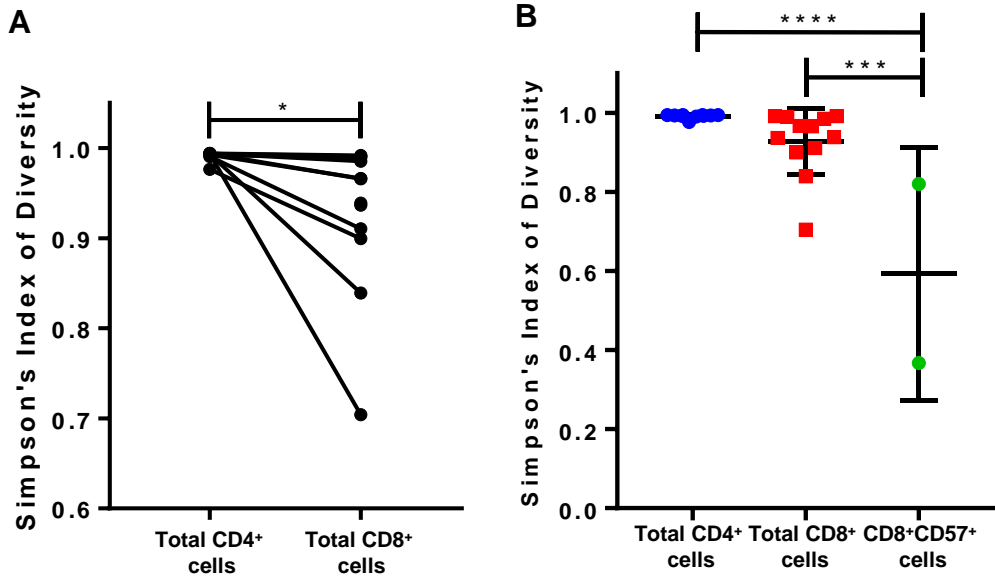 A
Simpson's Index of Diversity
*
1.0
0.9
0.8
0.7
0.6
Total CD4⁺
cells
Total CD8⁺
cells
B
Simpson's Index of Diversity
****
***
1.0
0.8
0.6
0.4
0.2
0.0
Total CD4⁺
cells
Total CD8⁺
cells
CD8⁺CD57⁺
cells